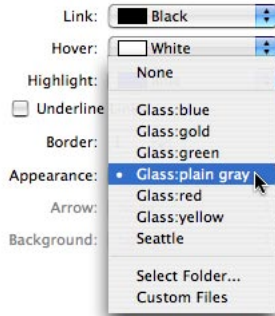 Link: Black
Hover: White
Highlight: None
Underline
Glass:blue
Border: Glass:gold
Glass:green
Appearance: • Glass:plain gray
Arrow: Glass:red
Glass:yellow
Background: Seattle
Select Folder...
Custom Files